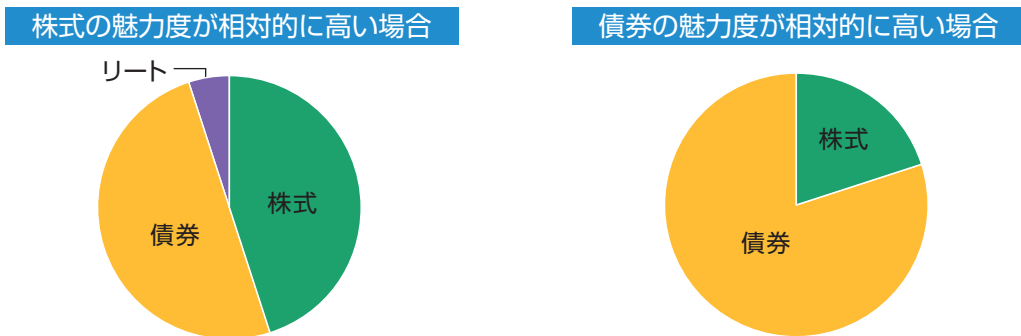 株式の魅力度が相対的に高い場合
リート
株式
債券
債券の魅力度が相対的に高い場合
株式
債券